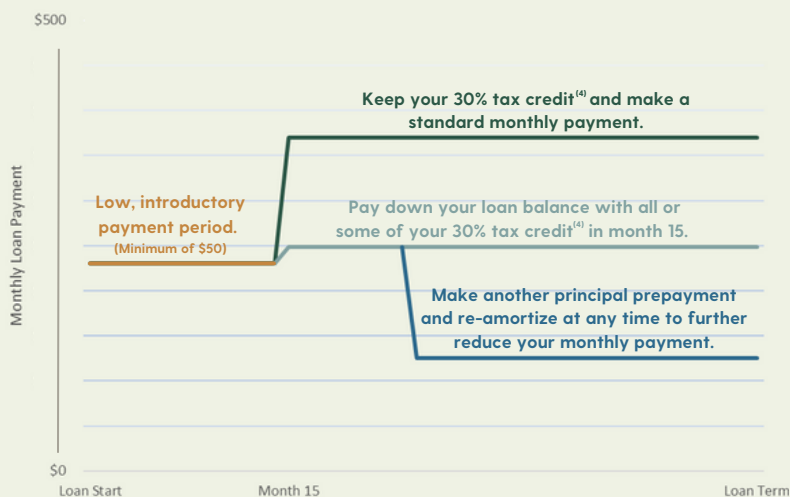 $500
Keep your 30% tax credit⁽⁴⁾ and make a
standard monthly payment.
Low, introductory
payment period.
(Minimum of $50)
Pay down your loan balance with all or
some of your 30% tax credit⁽⁴⁾ in month 15.
Make another principal prepayment
and re-amortize at any time to further
reduce your monthly payment.
Monthly Loan Payment
$0
Loan Start
Month 15
Loan Term